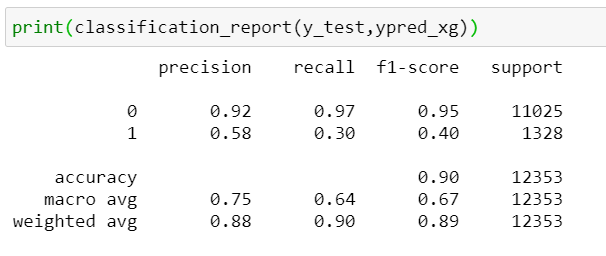 print(classification_report(y_test,ypred_xg))
precision recall f1-score support
0 0.92 0.97 0.95 11025
1 0.58 0.30 0.40 1328
accuracy 0.90 12353
macro avg 0.75 0.64 0.67 12353
weighted avg 0.88 0.90 0.89 12353